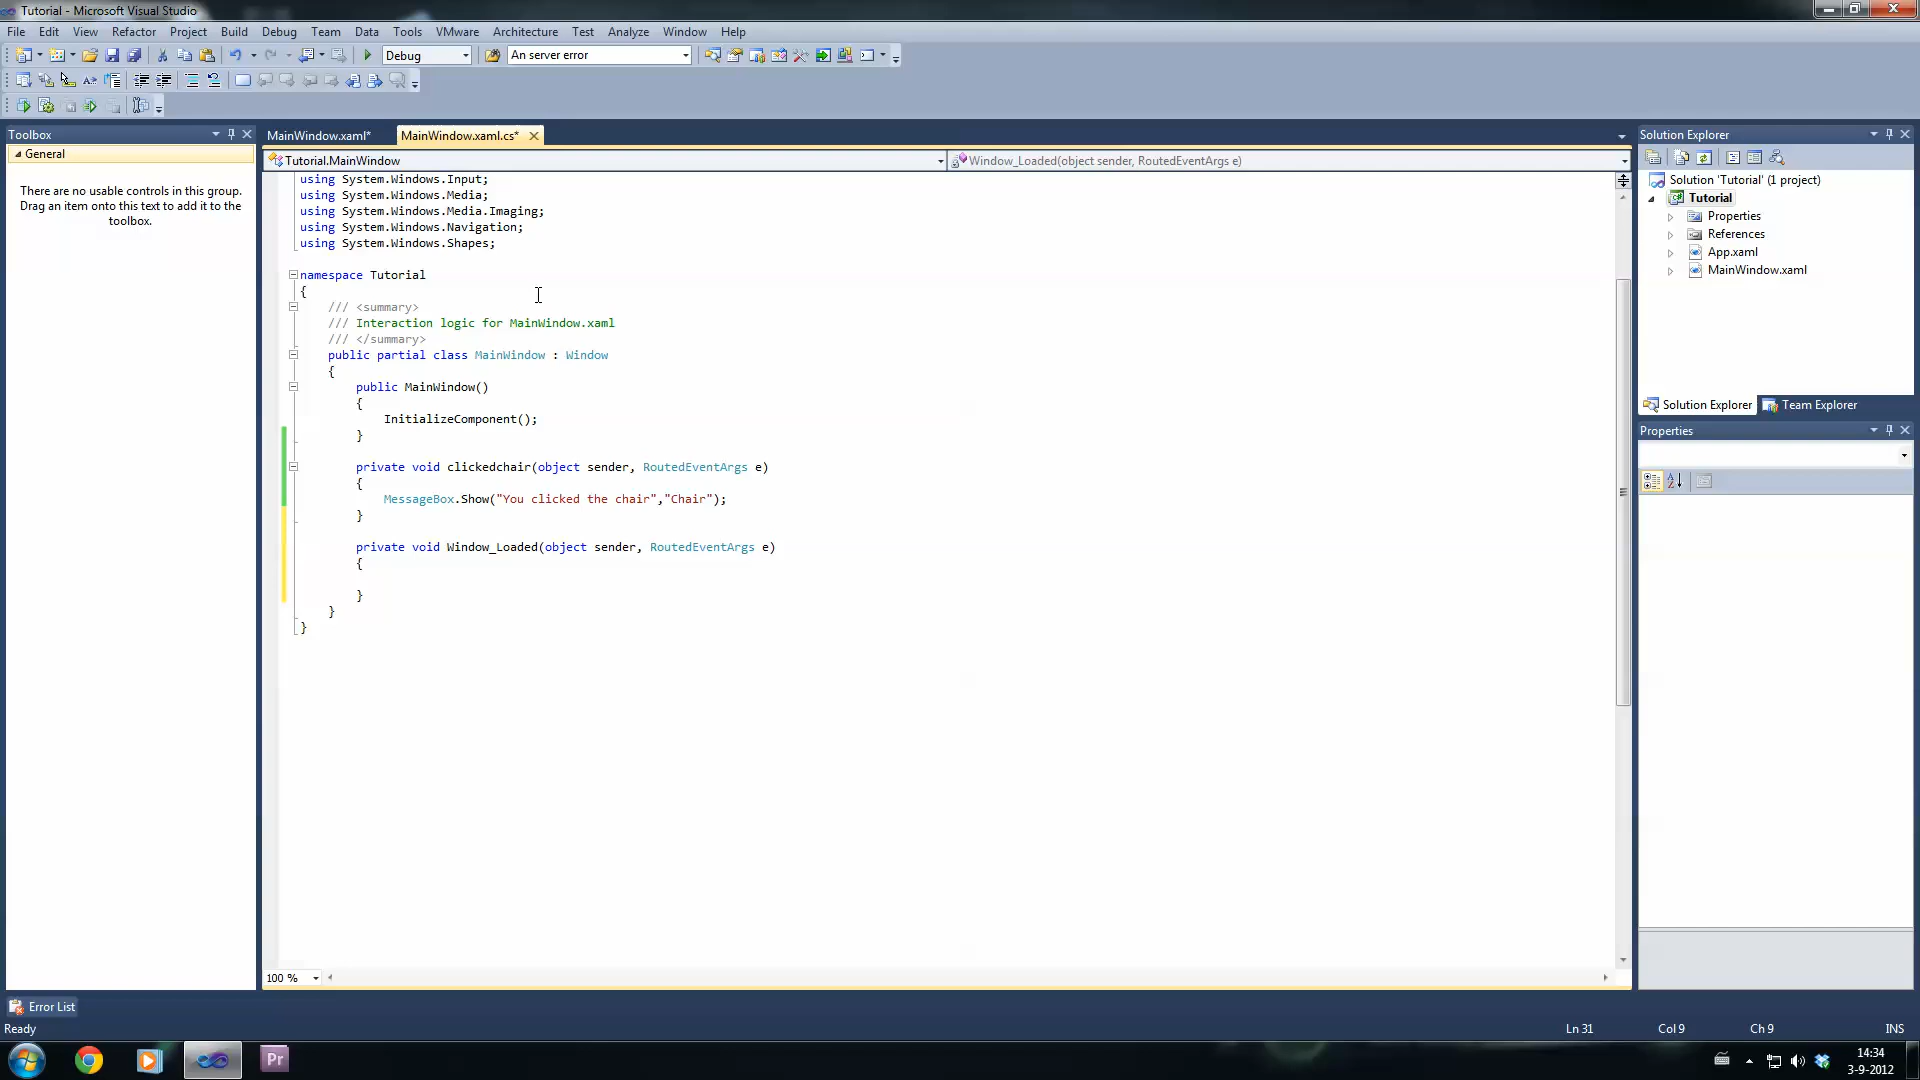 Tutorial - Microsoft Visual Studio
File Edit View Refactor Project Build Debug Team Data Tools VMware Architecture Test Analyze Window Help
Debug
An server error
Toolbox
General
There are no usable controls in this group. Drag an item onto this text to add it to the toolbox.
MainWindow.xaml* MainWindow.xaml.cs*
Tutorial.MainWindow Window_Loaded(object sender, RoutedEventArgs e)
using System.Windows.Input;
using System.Windows.Media;
using System.Windows.Media.Imaging;
using System.Windows.Navigation;
using System.Windows.Shapes;
namespace Tutorial
{
/// <summary>
/// Interaction logic for MainWindow.xaml
/// </summary>
public partial class MainWindow : Window
{
public MainWindow()
{
InitializeComponent();
}
private void clickedchair(object sender, RoutedEventArgs e)
{
MessageBox.Show("You clicked the chair","Chair");
}
private void Window_Loaded(object sender, RoutedEventArgs e)
{
}
}
}
100 %
Solution Explorer
Solution 'Tutorial' (1 project)
Tutorial
Properties
References
App.xaml
MainWindow.xaml
Solution Explorer Team Explorer
Properties
Error List
Ready Ln 31 Col 9 Ch 9 INS
Pr
14:34
3-9-2012